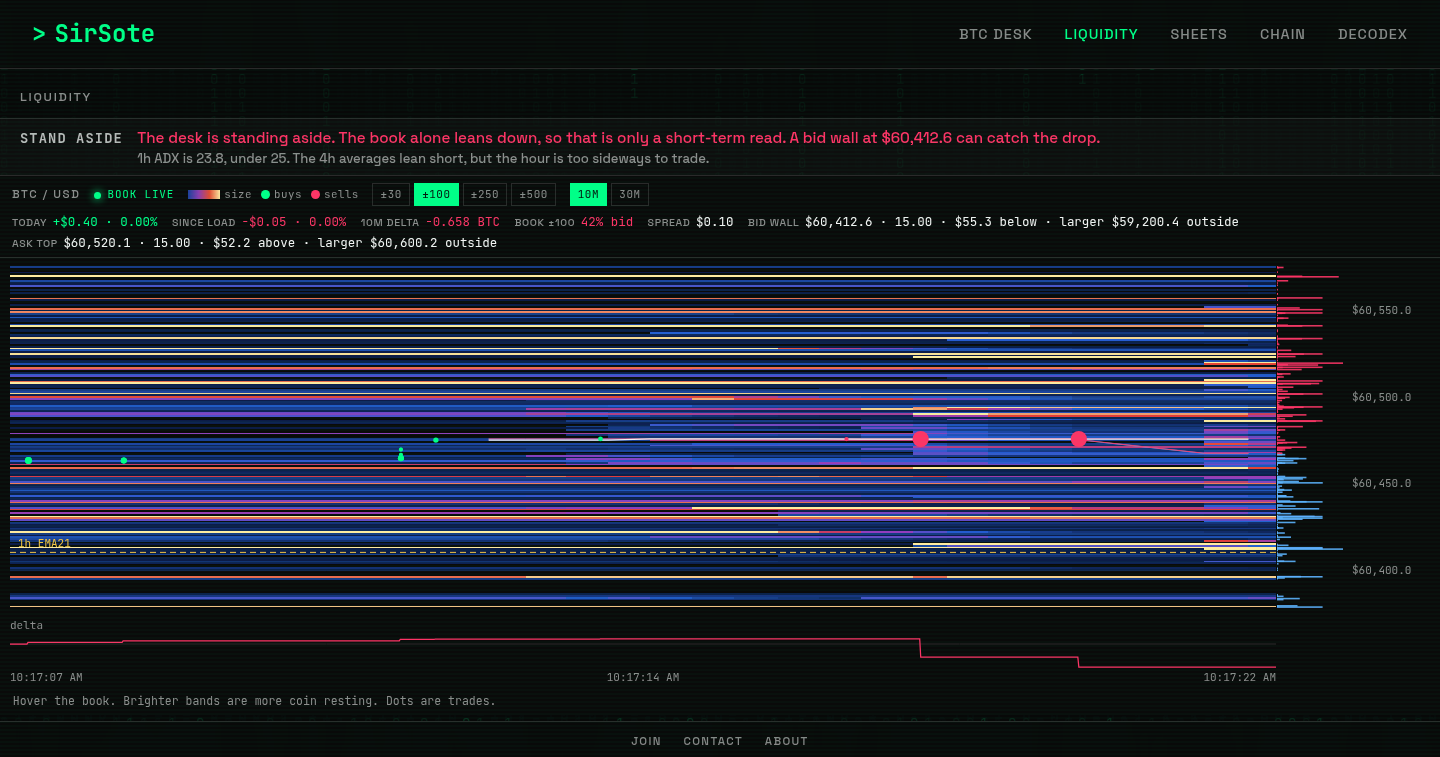 > SirSote
BTC DESK LIQUIDITY SHEETS CHAIN DECODEX
LIQUIDITY
STAND ASIDE The desk is standing aside. The book alone leans down, so that is only a short-term read. A bid wall at $60,412.6 can catch the drop.
1h ADX is 23.8, under 25. The 4h averages lean short, but the hour is too sideways to trade.
BTC / USD BOOK LIVE size buys sells ±30 ±100 ±250 ±500 10M 30M
TODAY +$0.40 · 0.00% SINCE LOAD -$0.05 · 0.00% 10M DELTA -0.658 BTC BOOK ±100 42% bid SPREAD $0.10 BID WALL $60,412.6 · 15.00 · $55.3 below · larger $59,200.4 outside
ASK TOP $60,520.1 · 15.00 · $52.2 above · larger $60,600.2 outside
$60,550.0
$60,500.0
$60,450.0
1h EMA21
$60,400.0
delta
10:17:07 AM 10:17:14 AM 10:17:22 AM
Hover the book. Brighter bands are more coin resting. Dots are trades.
JOIN CONTACT ABOUT